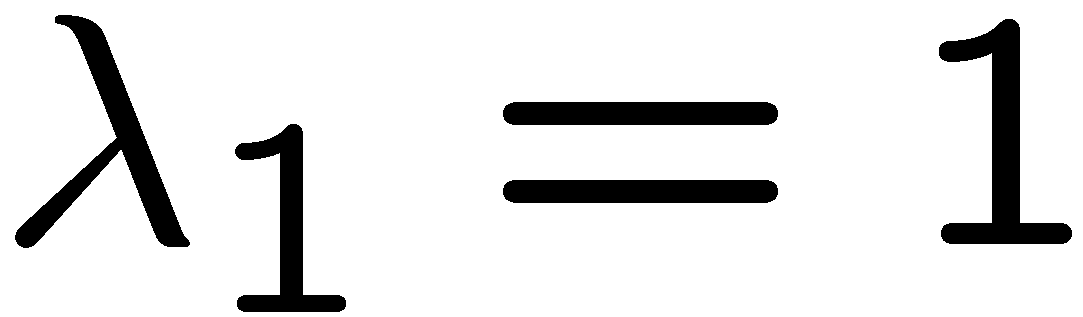 λ₁ = 1